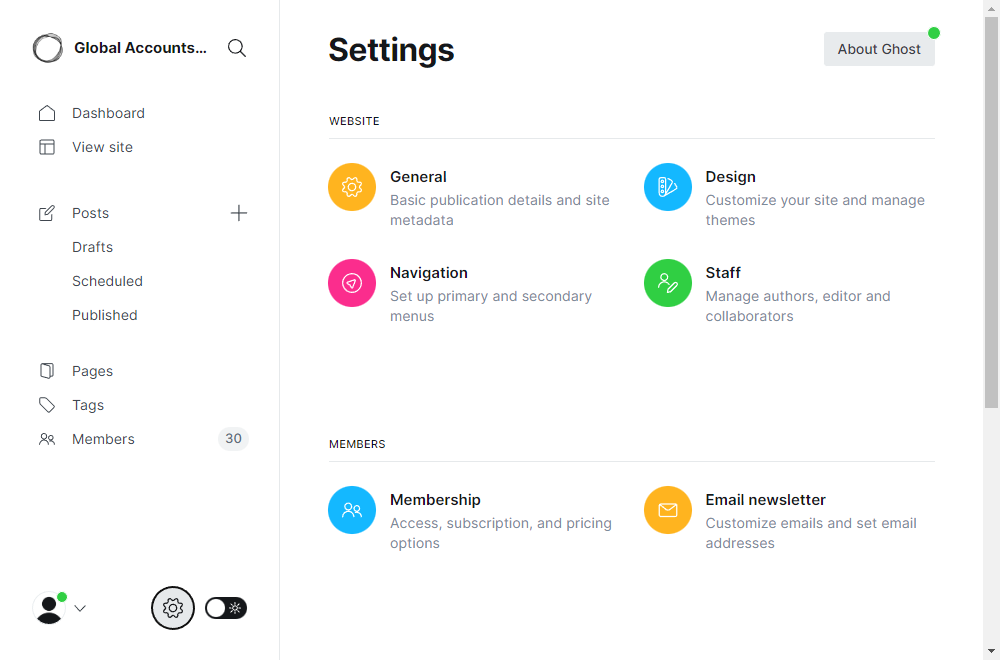 Global Accounts...
Dashboard
View site
Posts
Drafts
Scheduled
Published
Pages
Tags
Members 30
Settings
About Ghost
WEBSITE
General
Basic publication details and site
metadata
Design
Customize your site and manage
themes
Navigation
Set up primary and secondary
menus
Staff
Manage authors, editor and
collaborators
MEMBERS
Membership
Access, subscription, and pricing
options
Email newsletter
Customize emails and set email
addresses